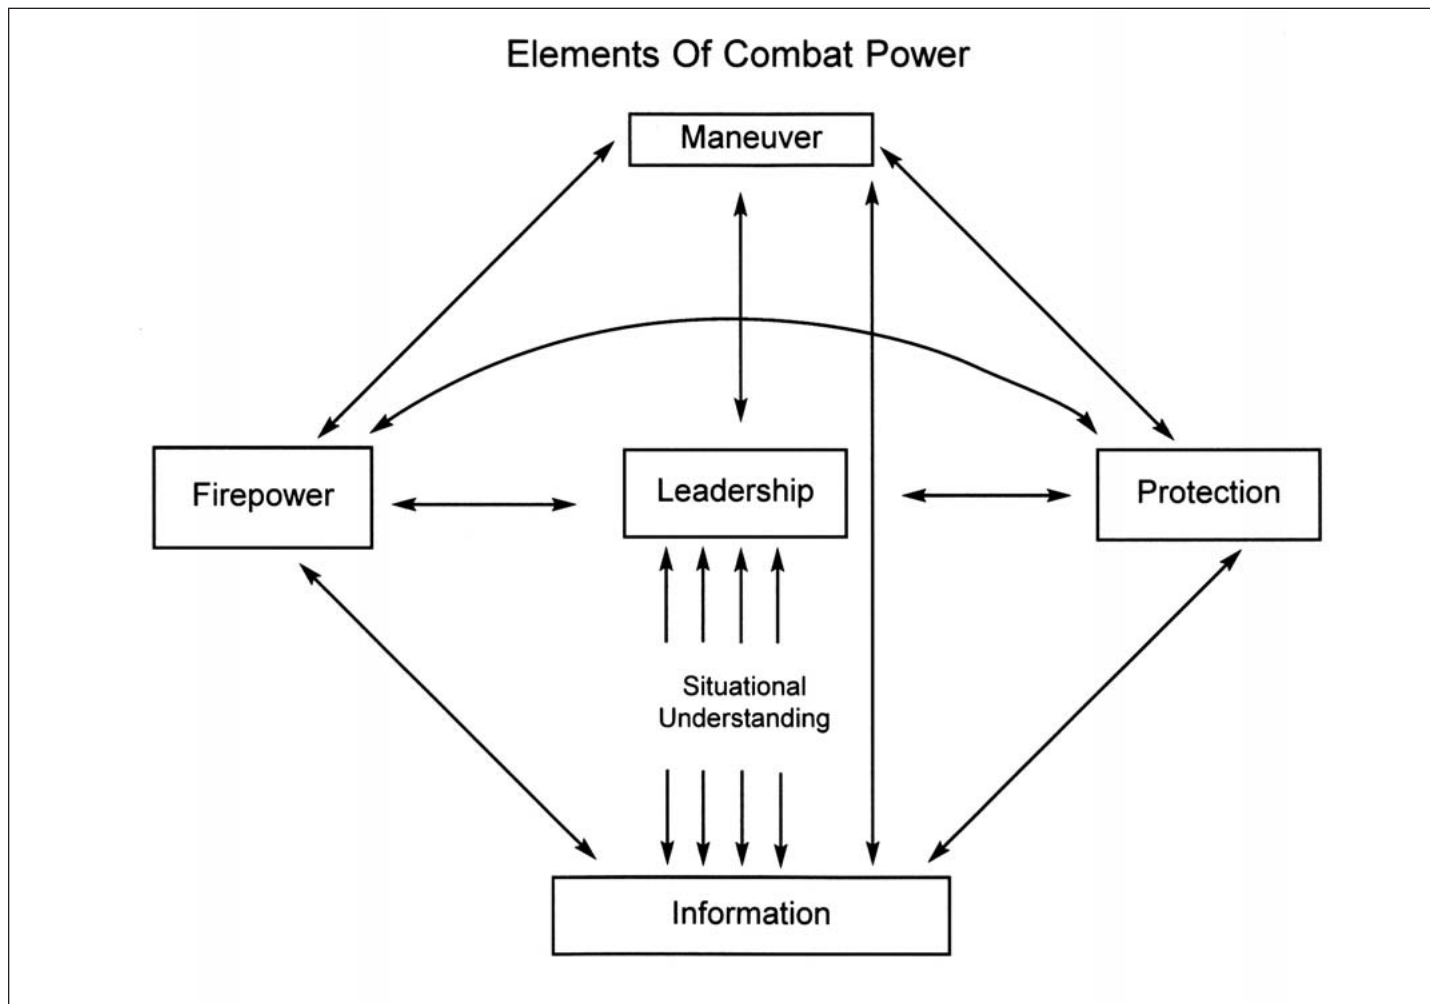 Elements Of Combat Power
Maneuver
Firepower
Leadership
Protection
Situational
Understanding
Information